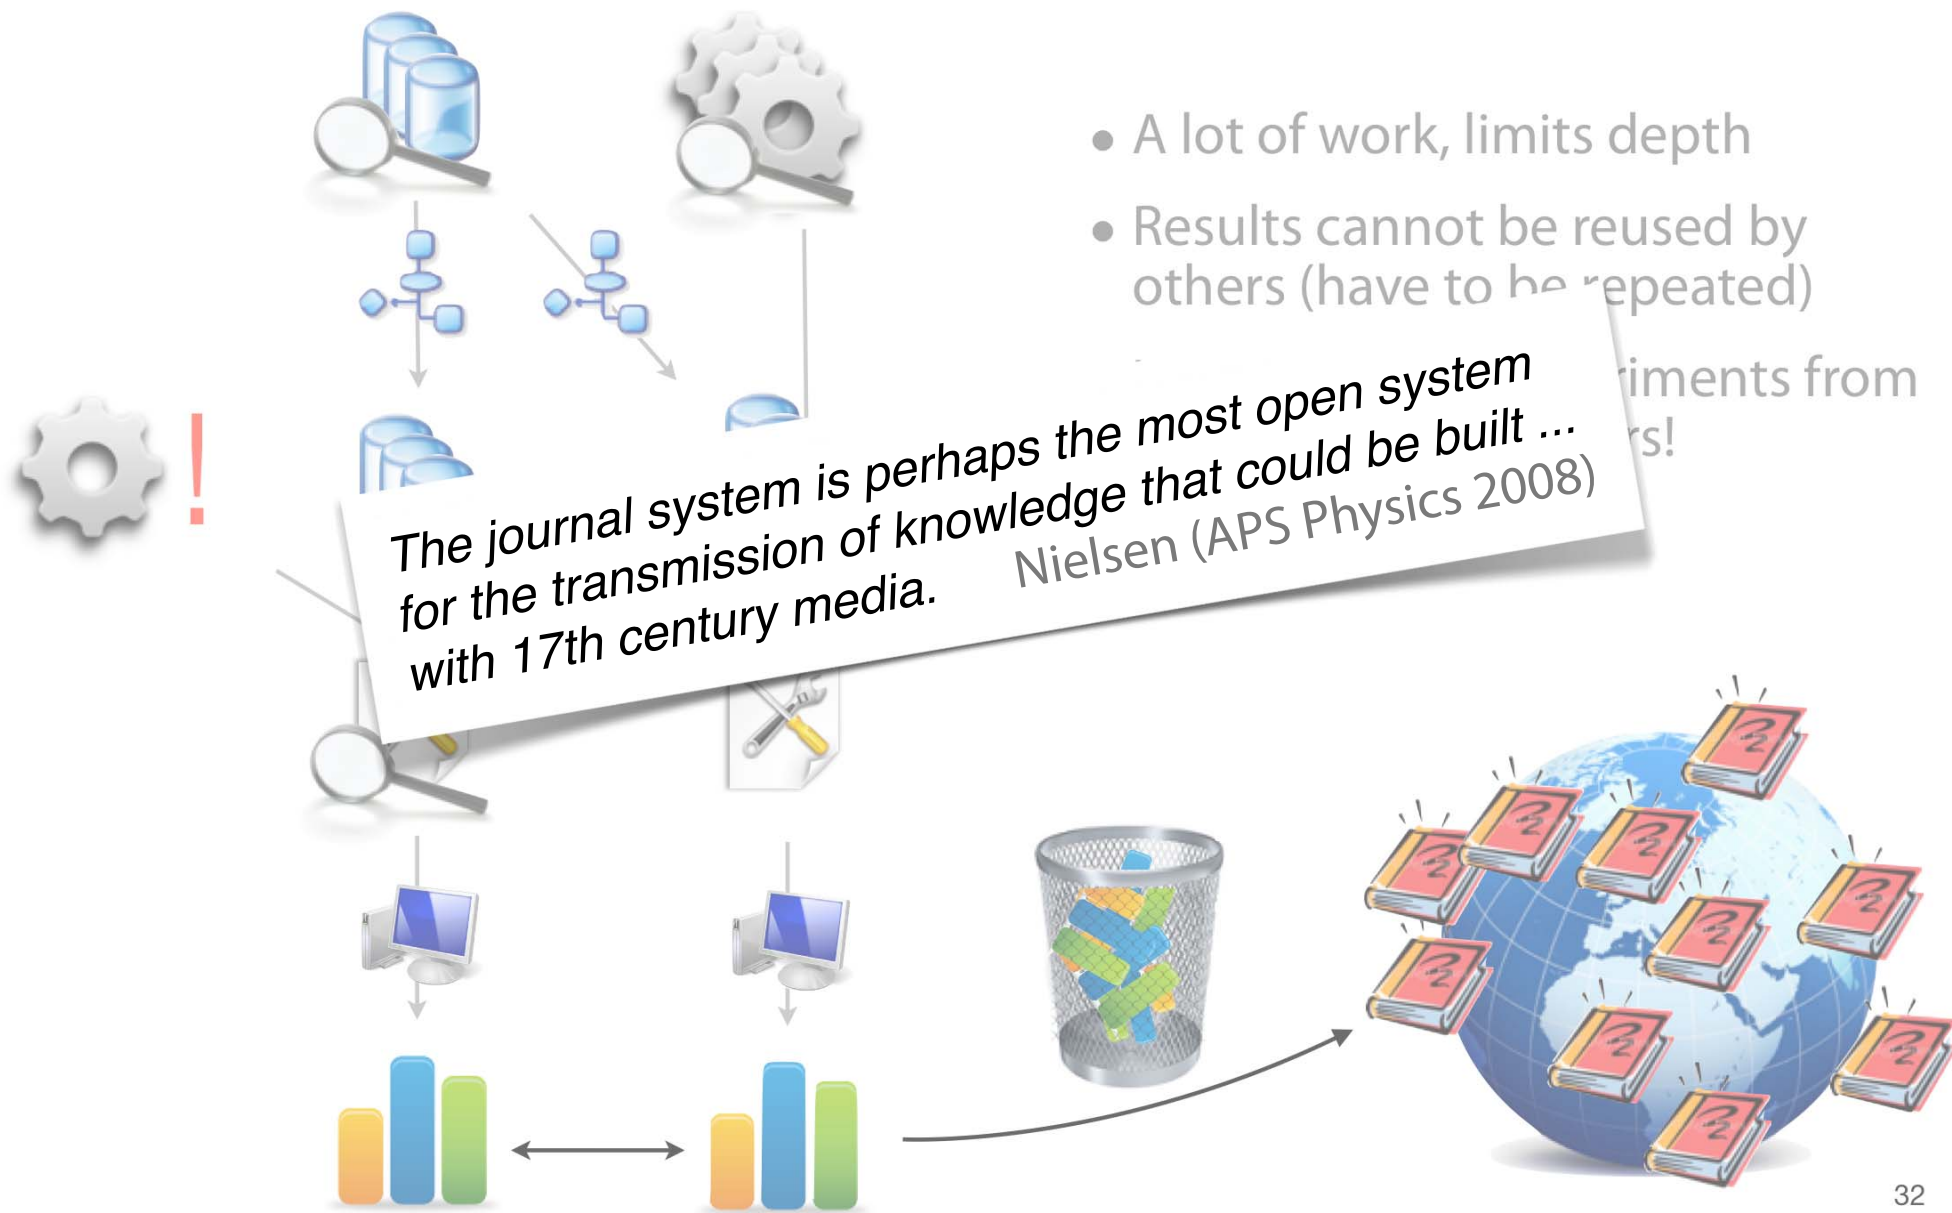 • A lot of work, limits depth
• Results cannot be reused by
others (have to be repeated)
iments from
rs!
The journal system is perhaps the most open system
for the transmission of knowledge that could be built ...
with 17th century media. Nielsen (APS Physics 2008)
32